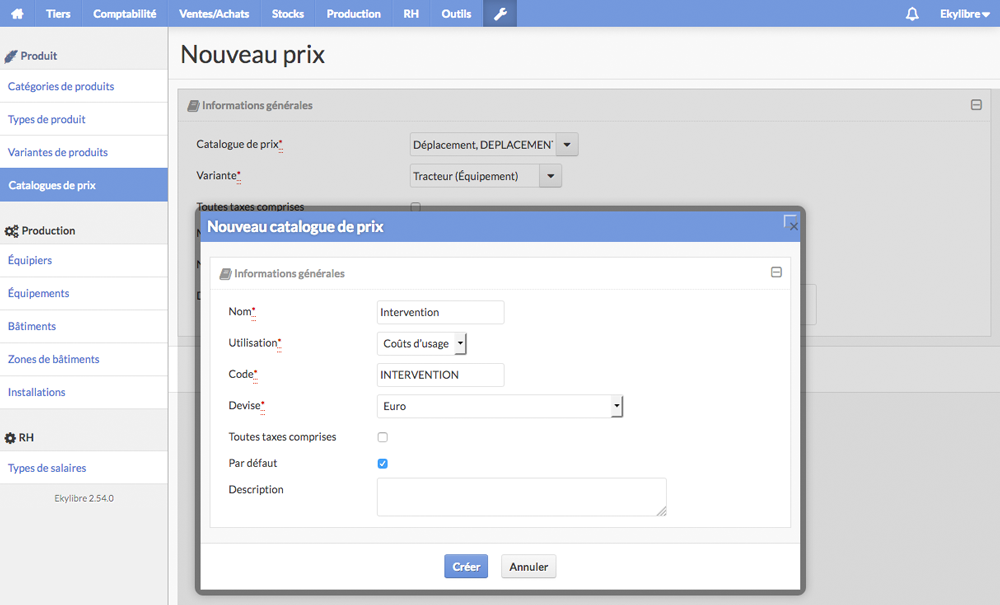 Tiers Comptabilité Ventes/Achats Stocks Production RH Outils Ekylibre
Produit
Catégories de produits
Types de produit
Variantes de produits
Catalogues de prix
Production
Équipiers
Équipements
Bâtiments
Zones de bâtiments
Installations
RH
Types de salaires
Ekylibre 2.54.0
Nouveau prix
Informations générales
Catalogue de prix* Déplacement, DEPLACEMENT
Variante* Tracteur (Équipement)
Toutes taxes comprises
Nouveau catalogue de prix
Informations générales
Nom* Intervention
Utilisation* Coûts d'usage
Code* INTERVENTION
Devise* Euro
Toutes taxes comprises
Par défaut
Description
Créer Annuler